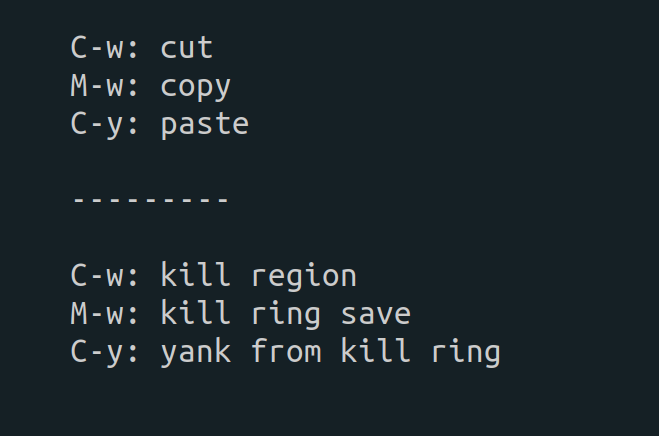 C-w: cut
M-w: copy
C-y: paste
---------
C-w: kill region
M-w: kill ring save
C-y: yank from kill ring